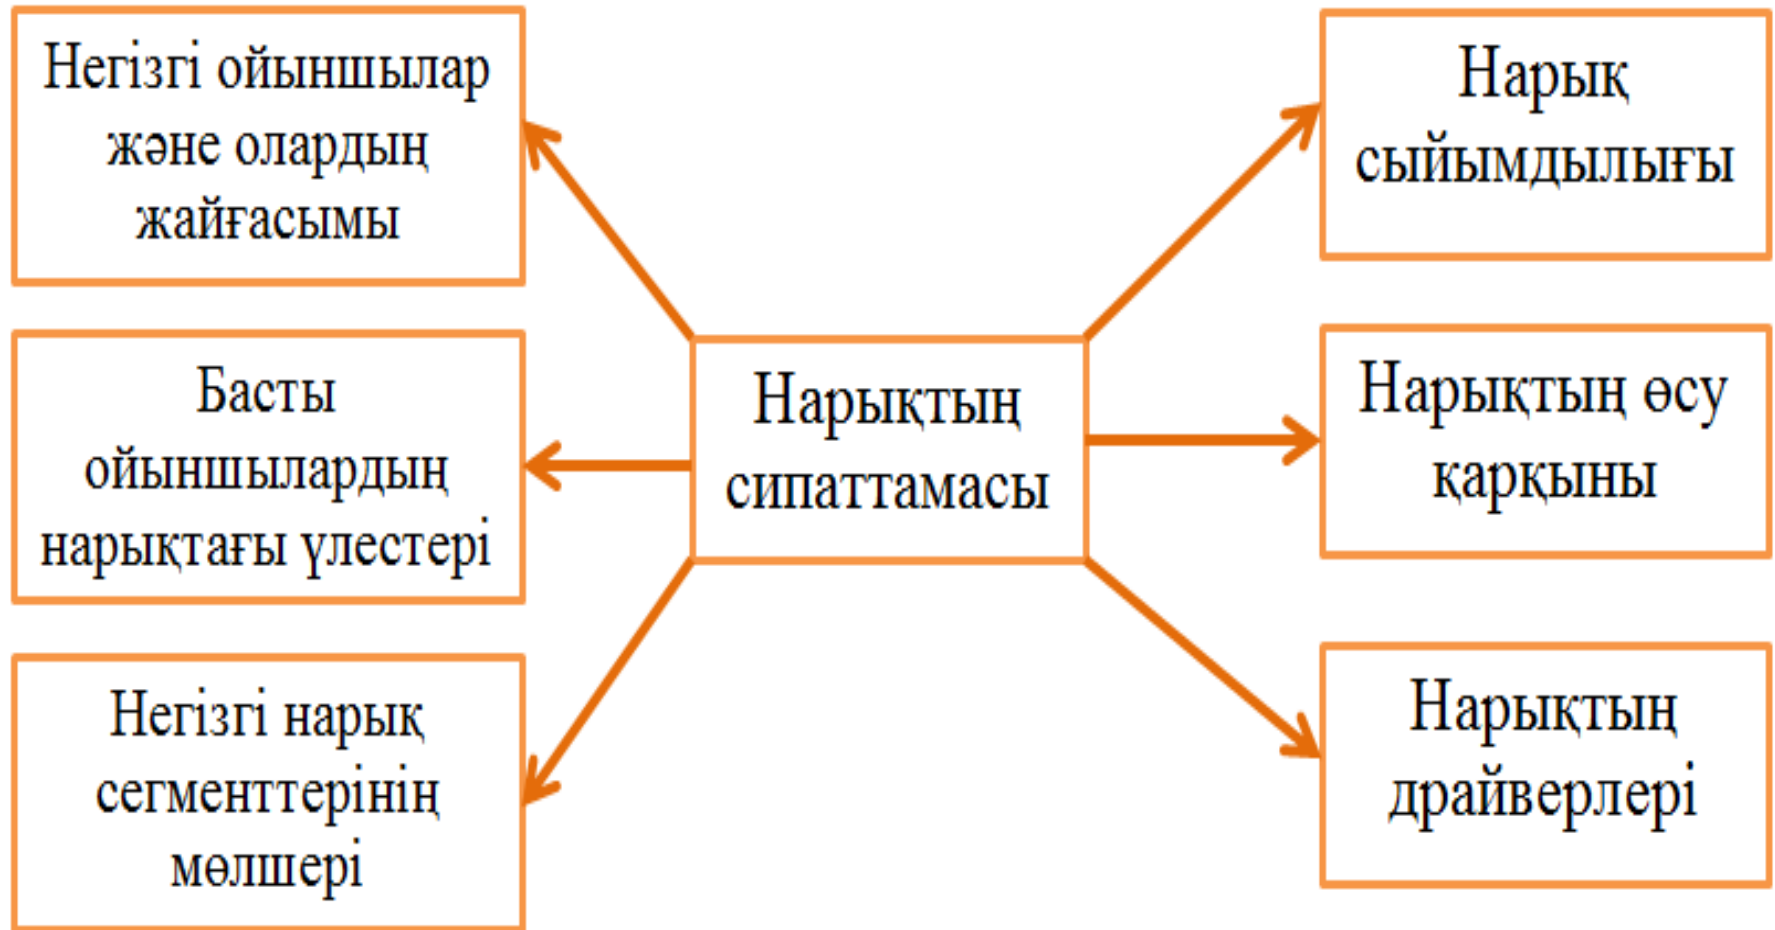 Негізгі ойыншылар
және олардың
жайғасымы
Басты
ойыншылардың
нарықтағы үлестері
Негізгі нарық
сегменттерінің
мөлшері
Нарықтың
сипаттамасы
Нарық
сыйымдылығы
Нарықтың өсу
қарқыны
Нарықтың
драйверлері